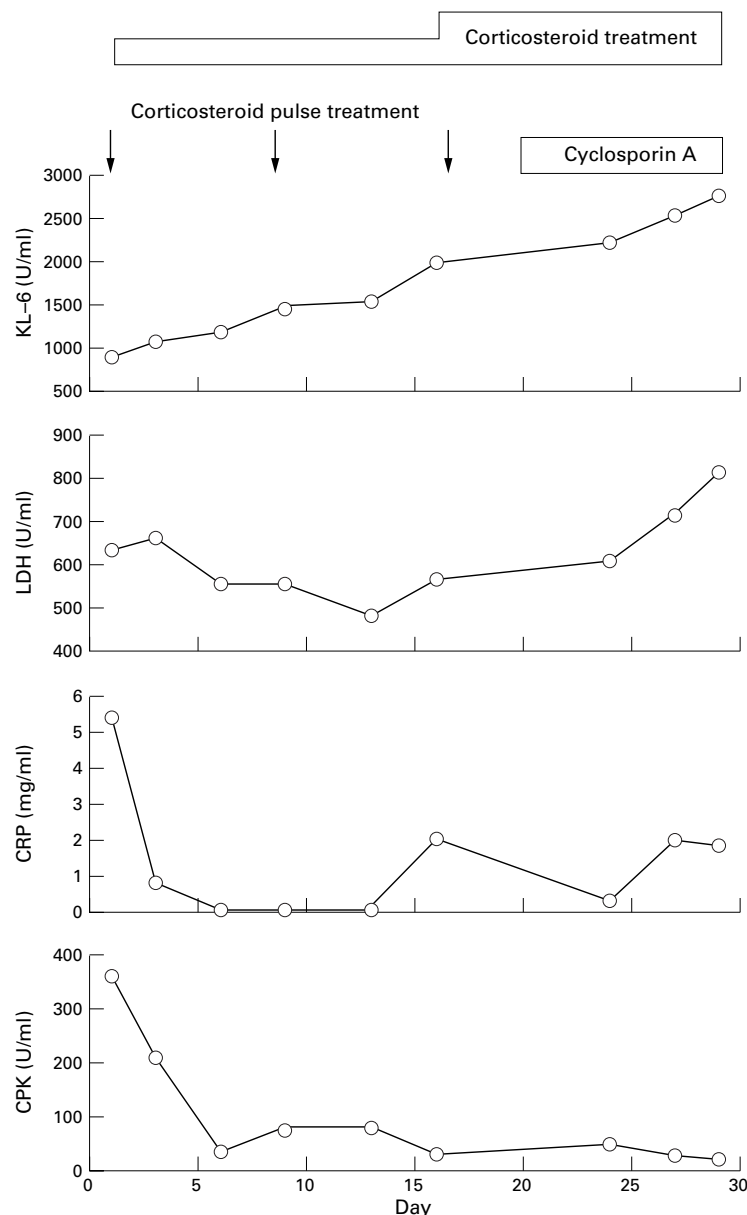 Corticosteroid treatment
Corticosteroid pulse treatment
Cyclosporin A
3000
2500
2000
1500
1000
500
KL–6 (U/ml)
900
800
700
600
500
400
LDH (U/ml)
6
5
4
3
2
1
0
CRP (mg/ml)
400
300
200
100
0
CPK (U/ml)
0 5 10 15 20 25 30
Day